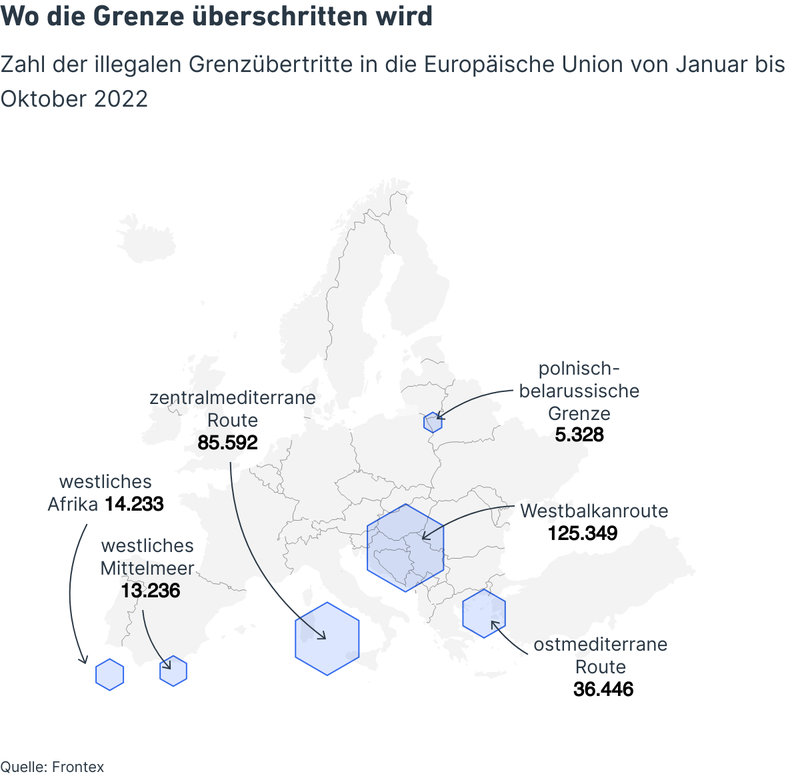 Wo die Grenze überschritten wird
Zahl der illegalen Grenzübertritte in die Europäische Union von Januar bis
Oktober 2022
polnisch-
belarussische
Grenze
5.328
zentralmediterrane
Route
85.592
westliches
Afrika 14.233
Westbalkanroute
125.349
westliches
Mittelmeer
13.236
ostmediterrane
Route
36.446
Quelle: Frontex